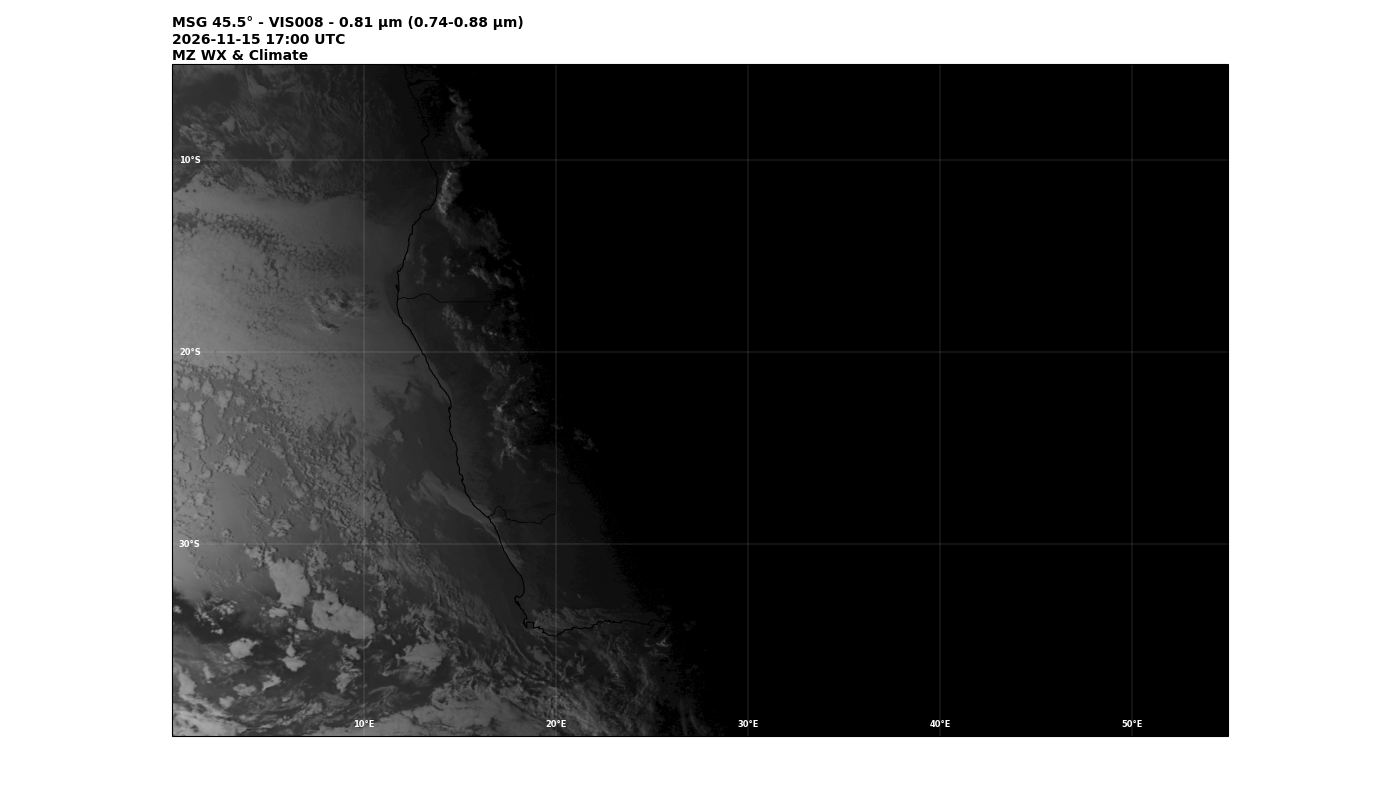 MSG 45.5° - VIS008 - 0.81 µm (0.74-0.88 µm)
2026-11-15 17:00 UTC
MZ WX & Climate
10°S
20°S
30°S
10°E 20°E 30°E 40°E 50°E